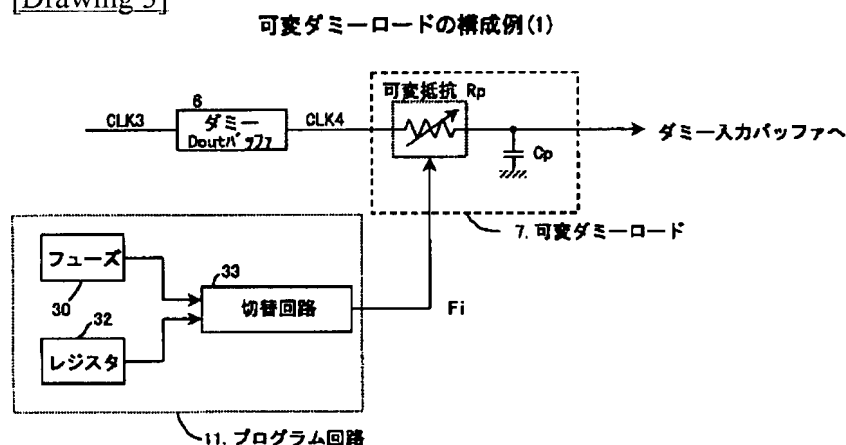 [Drawing 5]
可変ダミーロードの構成例(1)
可変抵抗 Rp
6
CLK3
ダミー
Doutバッファ
CLK4
Cp
ダミー入力バッファへ
7. 可変ダミーロード
フューズ
30
33
切替回路
Fi
32
レジスタ
11. プログラム回路